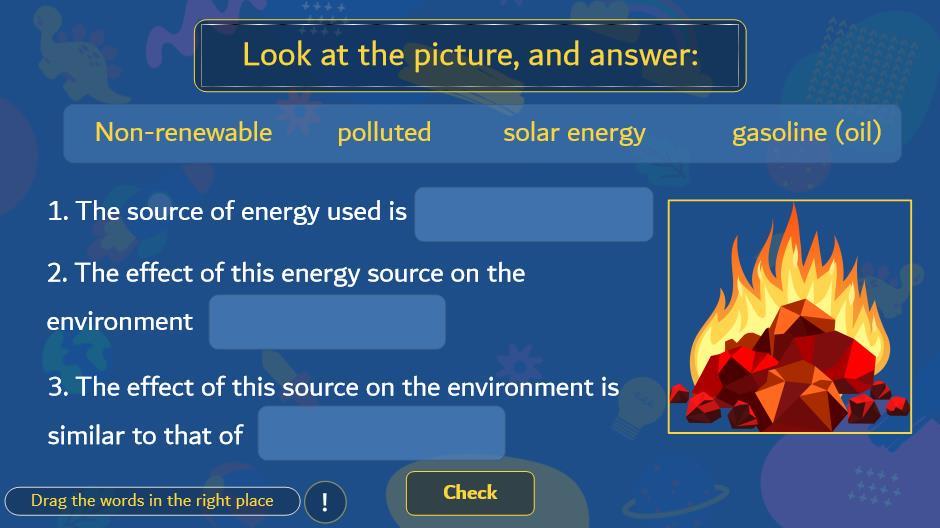 Look at the picture, and answer:
Non-renewable polluted solar energy gasoline (oil)
1. The source of energy used is
2. The effect of this energy source on the
environment
3. The effect of this source on the environment is
similar to that of
Drag the words in the right place
!
Check